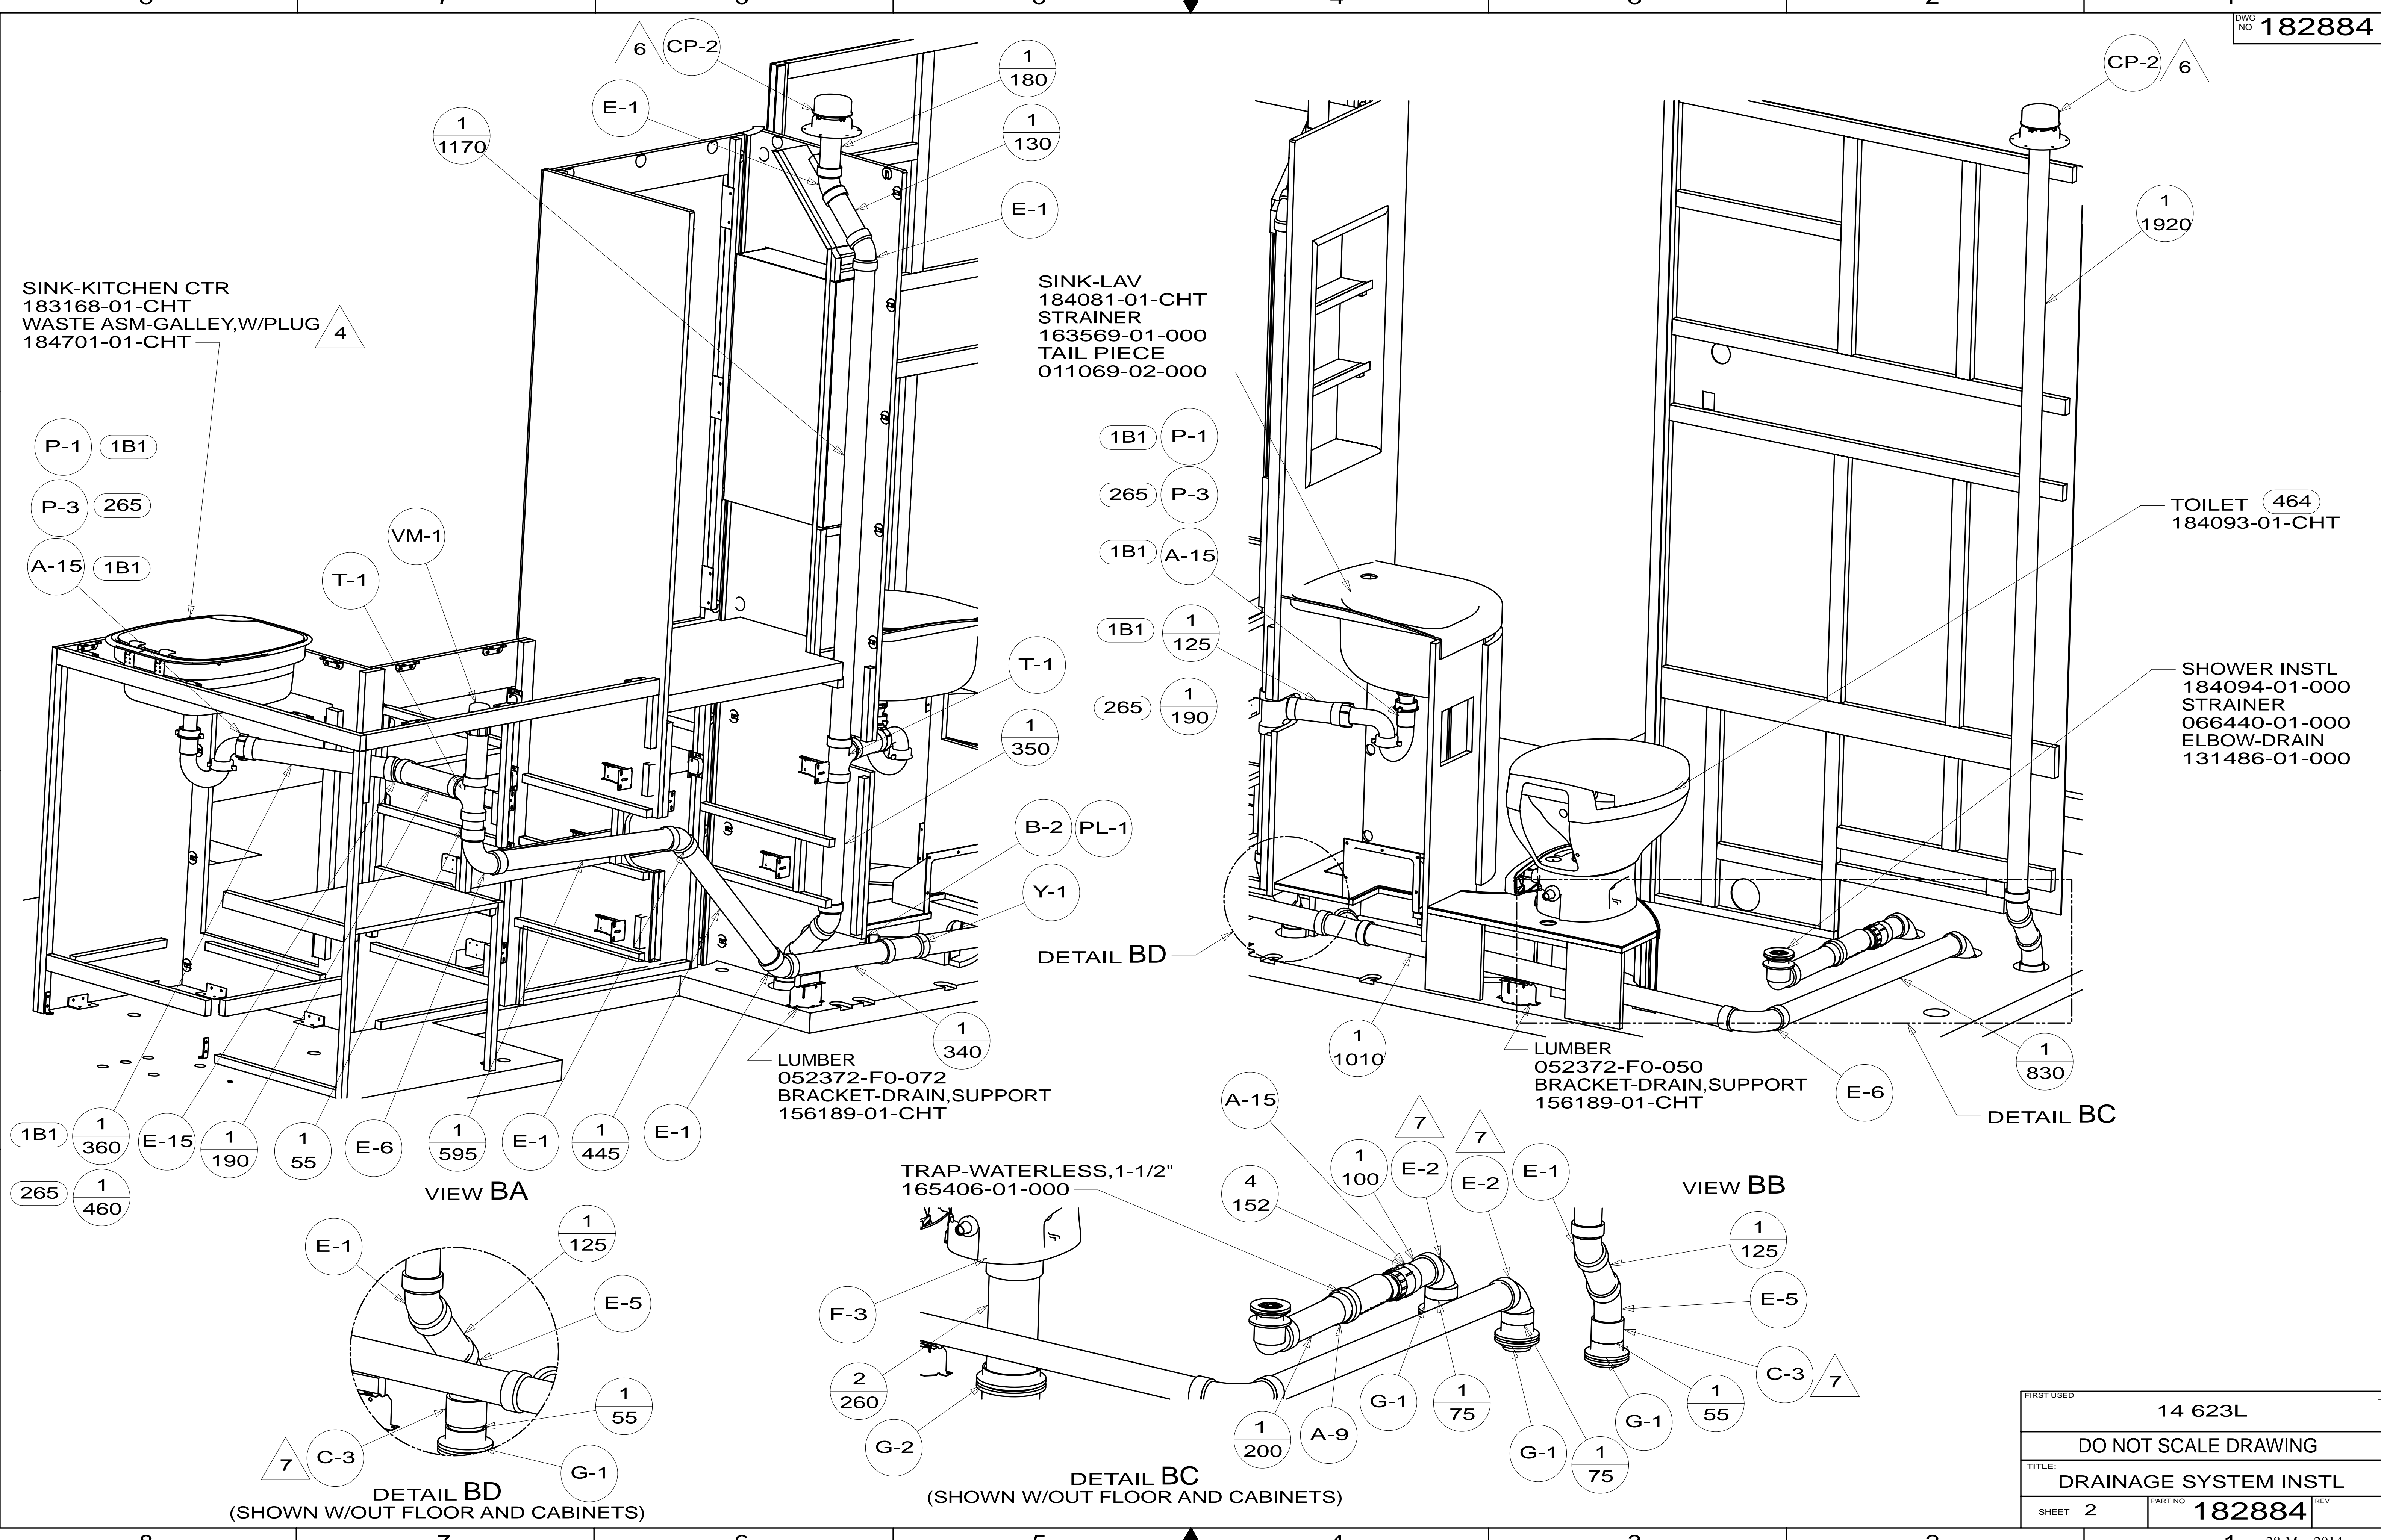 DWG NO 182884
6
CP-2
1
180
E-1
1
1170
1
130
E-1
SINK-KITCHEN CTR
183168-01-CHT
WASTE ASM-GALLEY,W/PLUG
184701-01-CHT
4
P-1 1B1
P-3 265
A-15 1B1
VM-1
T-1
T-1
1
350
B-2 PL-1
Y-1
1
340
LUMBER
052372-F0-072
BRACKET-DRAIN,SUPPORT
156189-01-CHT
1B1
1
360
E-15
1
190
1
55
E-6
1
595
E-1
1
445
E-1
265
1
460
VIEW BA
CP-2
6
1
1920
SINK-LAV
184081-01-CHT
STRAINER
163569-01-000
TAIL PIECE
011069-02-000
1B1 P-1
265 P-3
1B1 A-15
1B1
1
125
265
1
190
TOILET 464
184093-01-CHT
SHOWER INSTL
184094-01-000
STRAINER
066440-01-000
ELBOW-DRAIN
131486-01-000
DETAIL BD
1
1010
LUMBER
052372-F0-050
BRACKET-DRAIN,SUPPORT
156189-01-CHT
E-6
1
830
DETAIL BC
VIEW BB
E-1
1
125
E-5
1
55
7
C-3
G-1
DETAIL BD
(SHOWN W/OUT FLOOR AND CABINETS)
TRAP-WATERLESS,1-1/2"
165406-01-000
A-15
4
152
1
100
7
E-2
7
E-2
F-3
2
260
G-2
1
200
A-9
G-1
1
75
G-1
1
75
DETAIL BC
(SHOWN W/OUT FLOOR AND CABINETS)
E-1
1
125
E-5
C-3
7
1
55
G-1
FIRST USED
14 623L
DO NOT SCALE DRAWING
TITLE:
DRAINAGE SYSTEM INSTL
SHEET 2
PART NO 182884
REV